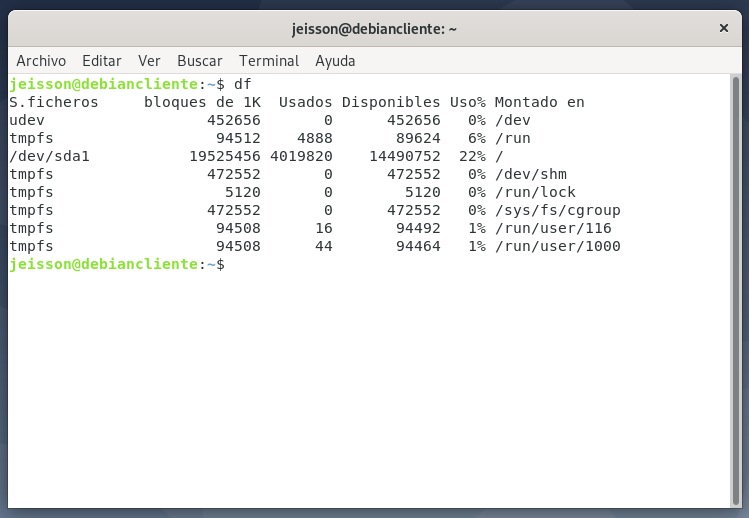 jeisson@debiancliente: ~
Archivo Editar Ver Buscar Terminal Ayuda
jeisson@debiancliente:~$ df
S.ficheros     bloques de 1K  Usados Disponibles Uso% Montado en
udev                  452656       0      452656   0% /dev
tmpfs                  94512    4888       89624   6% /run
/dev/sda1           19525456 4019820    14490752  22% /
tmpfs                 472552       0      472552   0% /dev/shm
tmpfs                   5120       0        5120   0% /run/lock
tmpfs                 472552       0      472552   0% /sys/fs/cgroup
tmpfs                  94508      16       94492   1% /run/user/116
tmpfs                  94508      44       94464   1% /run/user/1000
jeisson@debiancliente:~$